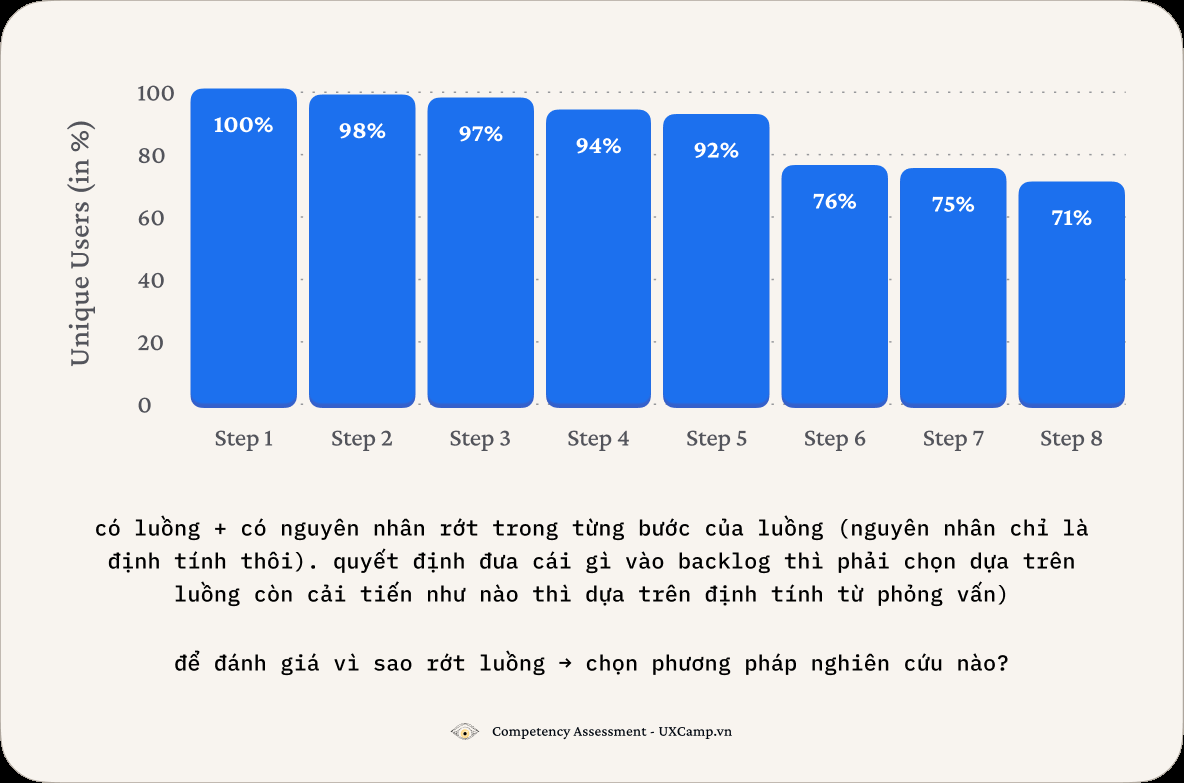 Unique Users (in %)
100
80
60
40
20
0
100%
98%
97%
94%
92%
76%
75%
71%
Step 1
Step 2
Step 3
Step 4
Step 5
Step 6
Step 7
Step 8
có luồng + có nguyên nhân rớt trong từng bước của luồng (nguyên nhân chỉ là
định tính thôi). quyết định đưa cái gì vào backlog thì phải chọn dựa trên
luồng còn cải tiến như nào thì dựa trên định tính từ phỏng vấn)
để đánh giá vì sao rớt luồng → chọn phương pháp nghiên cứu nào?
Competency Assessment - UXCamp.vn